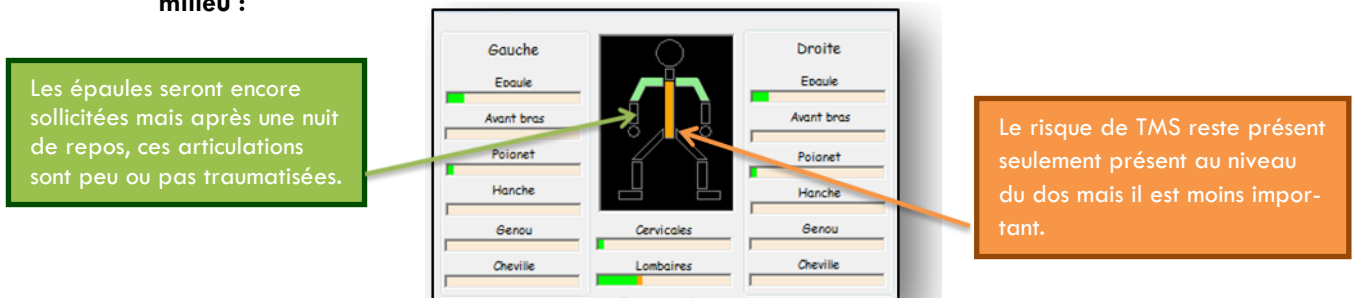 milieu :
Les épaules seront encore
sollicitées mais après une nuit
de repos, ces articulations
sont peu ou pas traumatisées.
Gauche
Epaule
Avant bras
Poignet
Hanche
Genou
Cheville
Cervicales
Lombaires
Droite
Epaule
Avant bras
Poignet
Hanche
Genou
Cheville
Le risque de TMS reste présent
seulement présent au niveau
du dos mais il est moins impor-
tant.